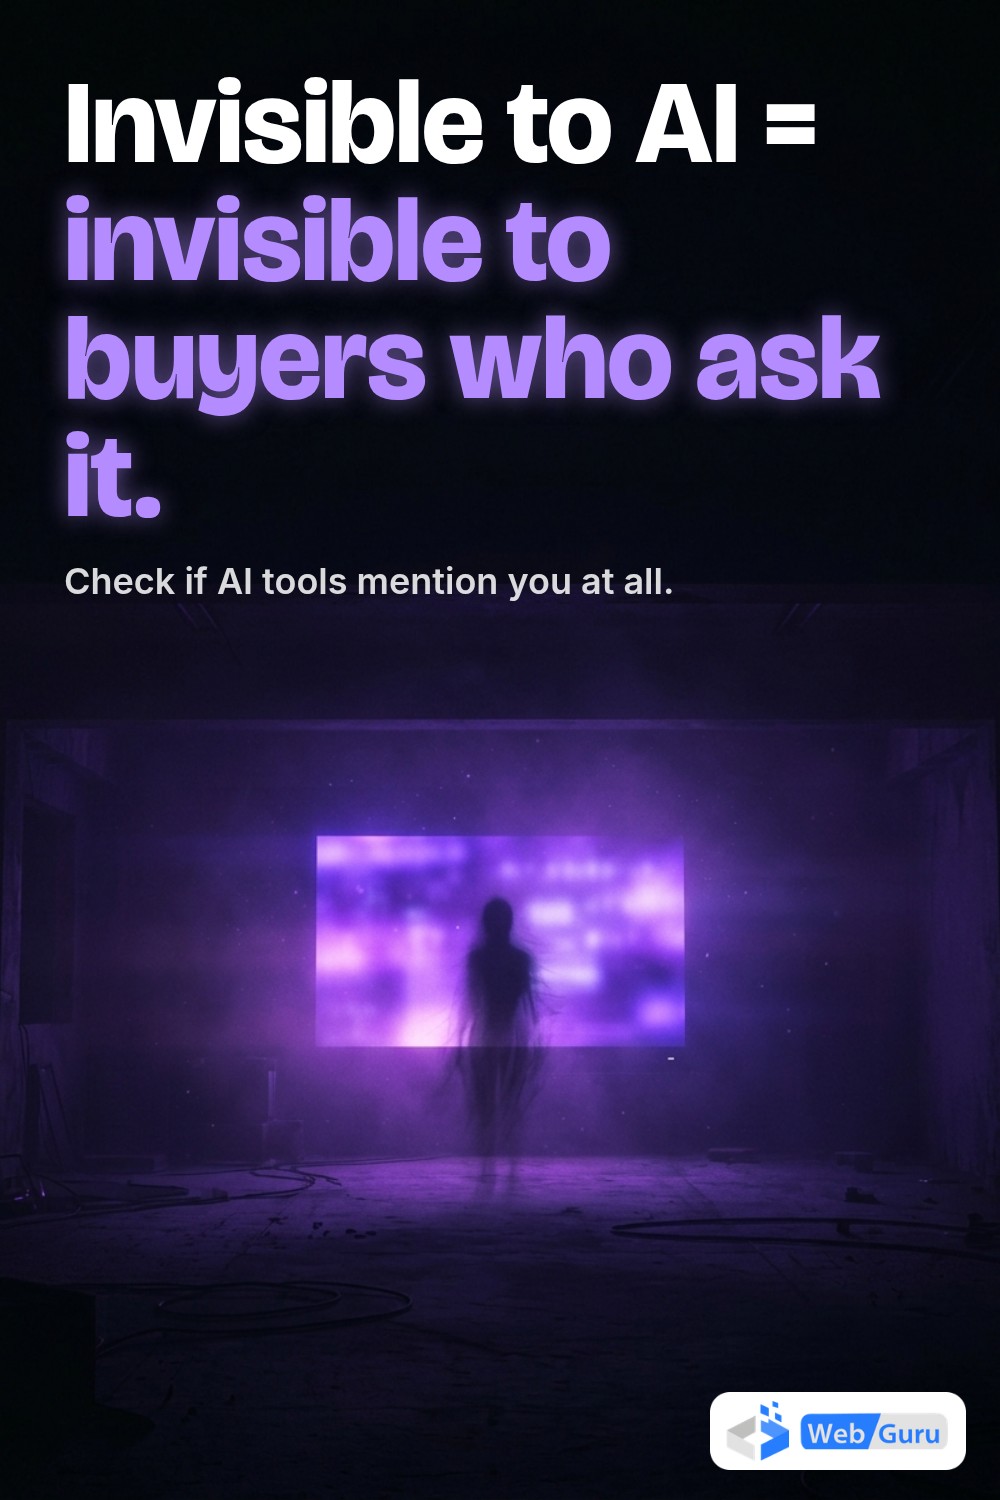 Invisible to AI =
invisible to
buyers who ask
it.
Check if AI tools mention you at all.
Web Guru